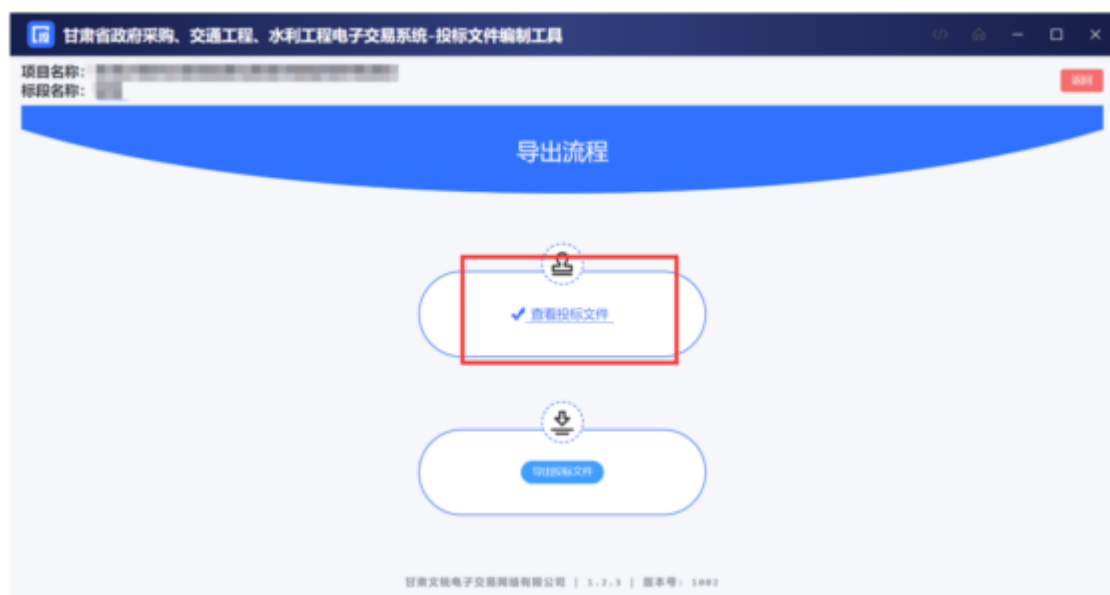 甘肃省政府采购、交通工程、水利工程电子交易系统-投标文件编制工具
项目名称：
标段名称：
返回
导出流程
查看投标文件
导出投标文件
甘肃文锐电子交易网络有限公司 | 1.2.3 | 版本号: 1002